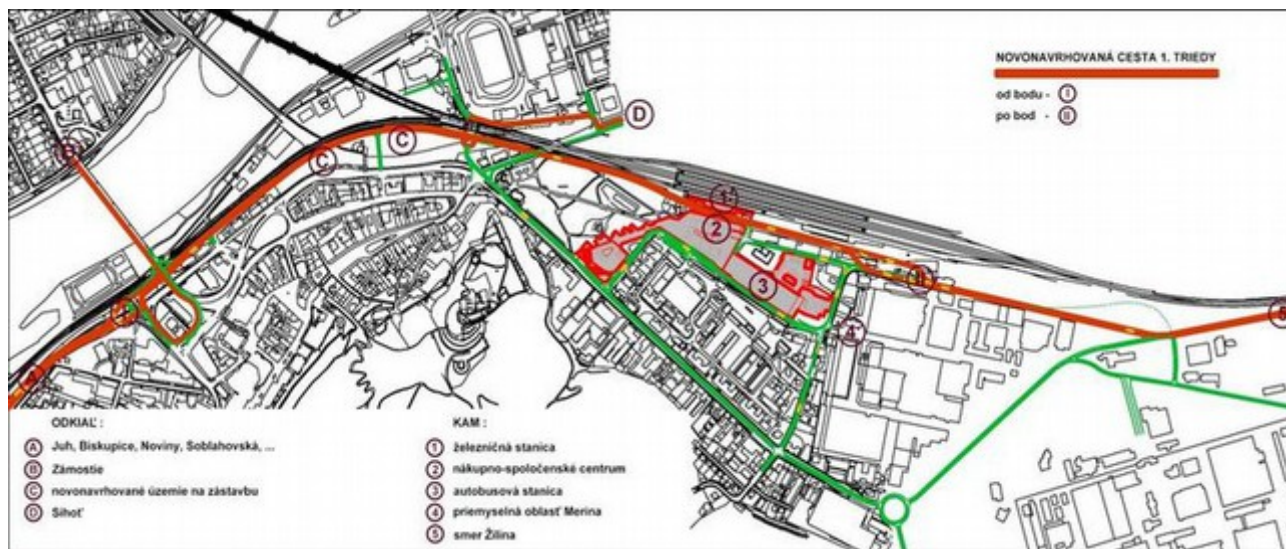 NOVONAVRHOVANÁ CESTA 1. TRIEDY
od bodu - I
po bod - II
B
D
C
C
1
2
3
4
5
A
ODKIAĽ :
A Juh, Biskupice, Noviny, Soblahovská, ...
B Zámostie
C novonavrhované územie na zástavbu
D Sihoť
KAM :
1 železničná stanica
2 nákupno-spoločenské centrum
3 autobusová stanica
4 priemyselná oblasť Merina
5 smer Žilina